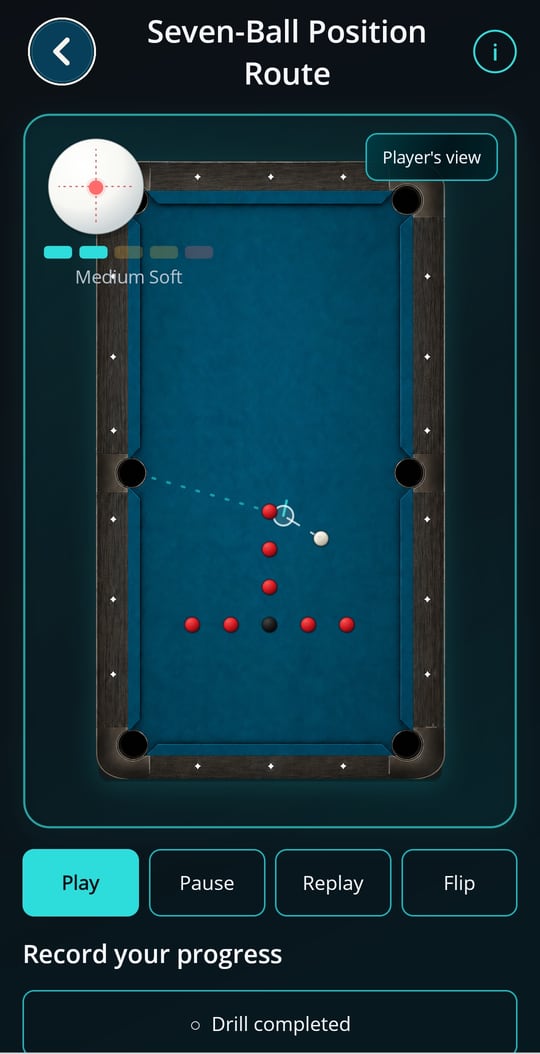 Seven-Ball Position
Route
i
Player's view
Medium Soft
Play
Pause
Replay
Flip
Record your progress
Drill completed